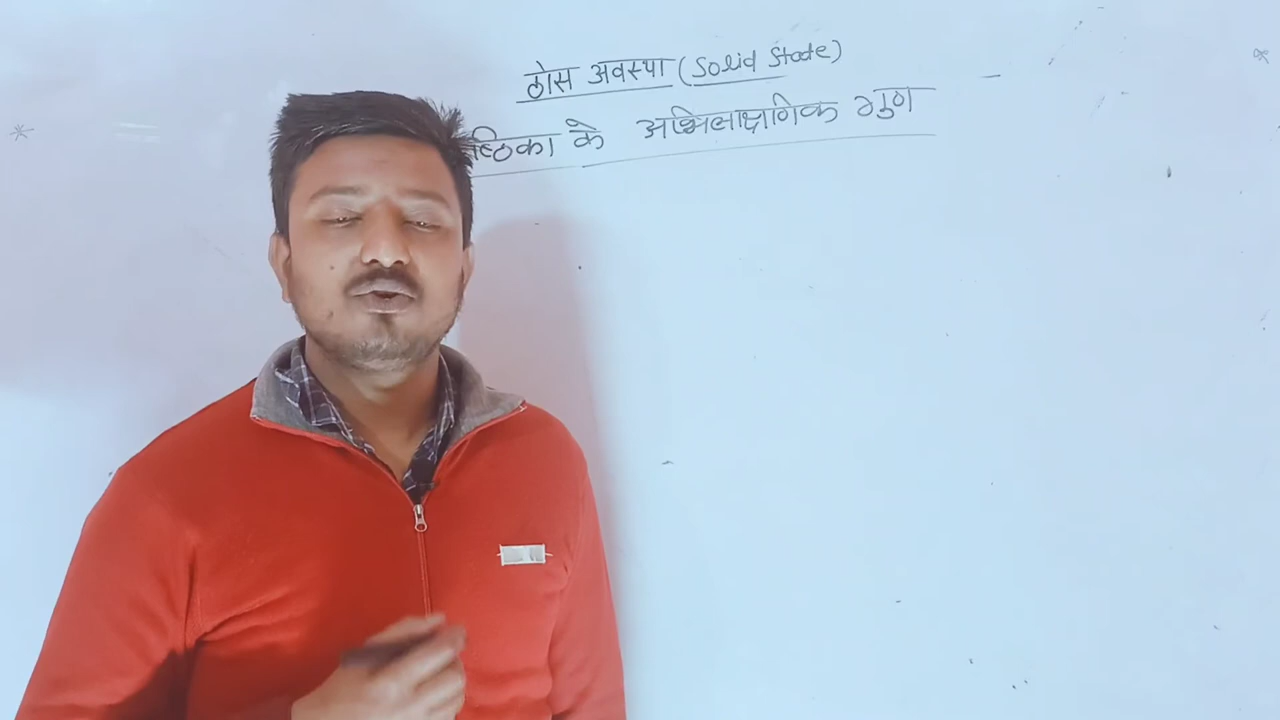 ठोस अवस्था (Solid State)
ष्ठिका के अभिलाक्षणिक गुण